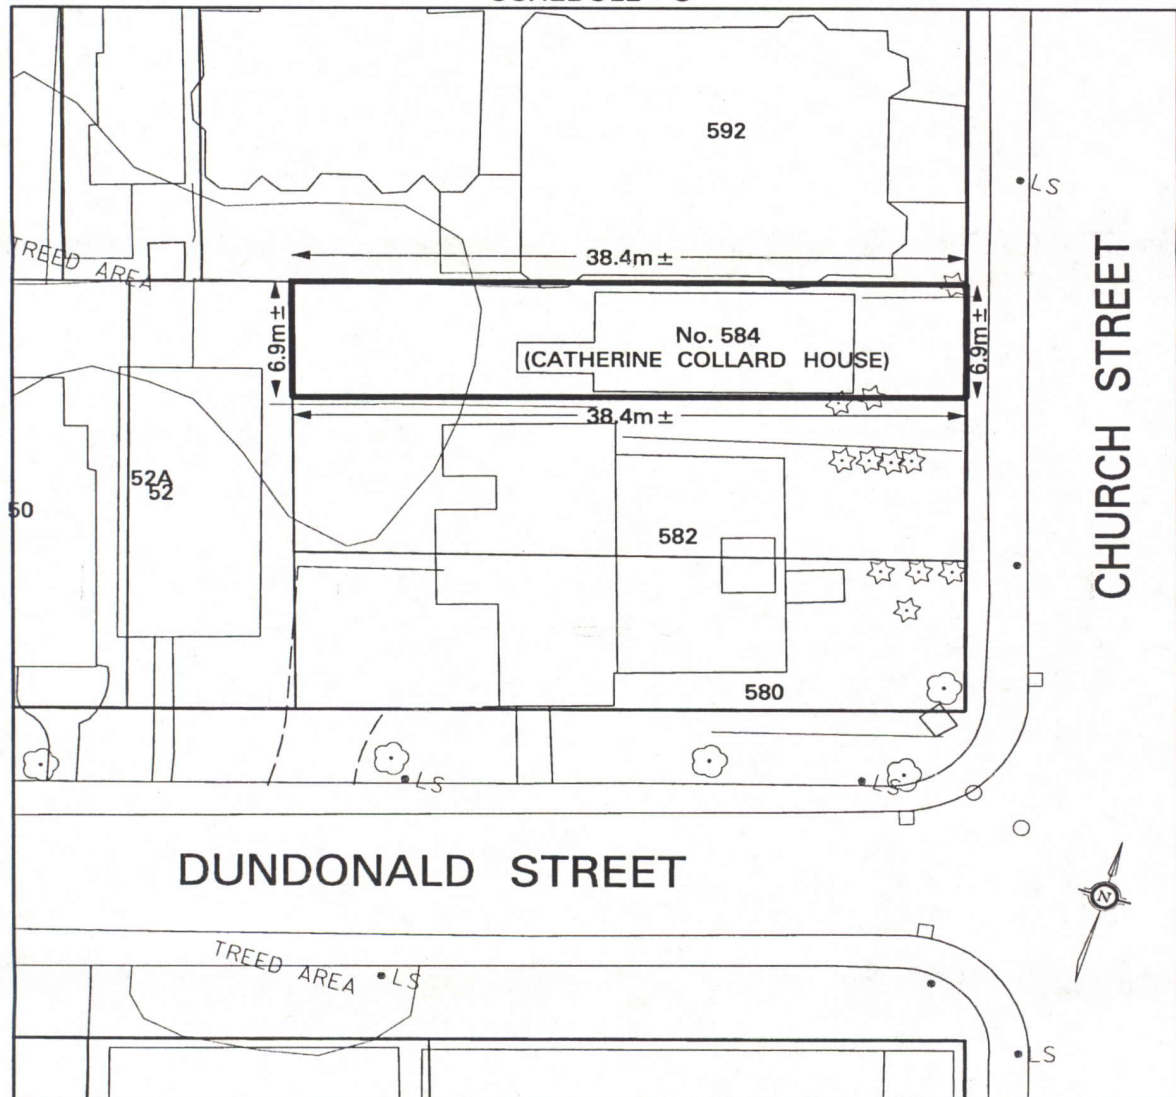 592
LS
TREED AREA
38.4m ±
6.9m ±
No. 584
(CATHERINE COLLARD HOUSE)
6.9m ±
CHURCH STREET
38.4m ±
52A
52
50
582
580
LS
LS
DUNDONALD STREET
N
TREED AREA
LS
LS